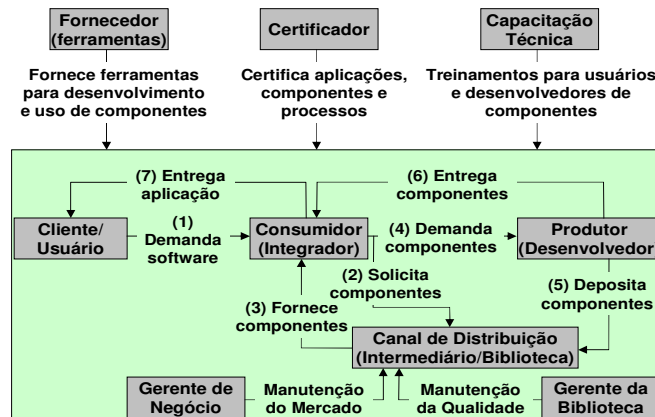 Fornecedor
(ferramentas)
Certificador
Capacitação
Técnica
Fornece ferramentas
para desenvolvimento
e uso de componentes
Certifica aplicações,
componentes e
processos
Treinamentos para usuários
e desenvolvedores de
componentes
(7) Entrega
aplicação
(6) Entrega
componentes
Cliente/
Usuário
(1)
Demanda
software
Consumidor
(Integrador)
(4) Demanda
componentes
Produtor
(Desenvolvedor
(2) Solicita
componentes
(5) Deposita
componentes
(3) Fornece
componentes
Canal de Distribuição
(Intermediário/Biblioteca)
Gerente de
Negócio
Manutenção
do Mercado
Manutenção
da Qualidade
Gerente da
Biblioteca